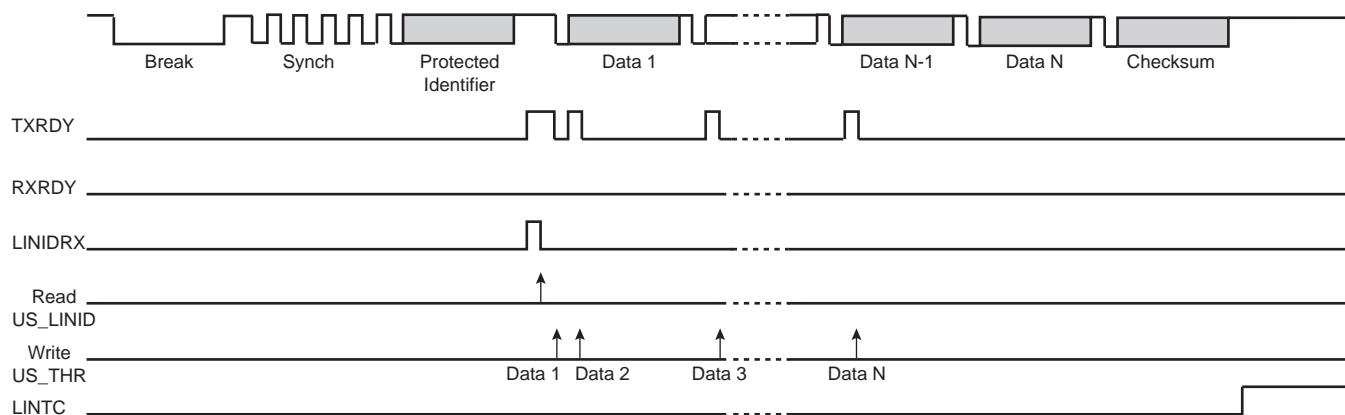 Break Synch Protected Data 1 Data N-1 Data N Checksum
Identifier
TXRDY
RXRDY
LINIDRX
Read
US_LINID
Write
US_THR Data 1 Data 2 Data 3 Data N
LINTC